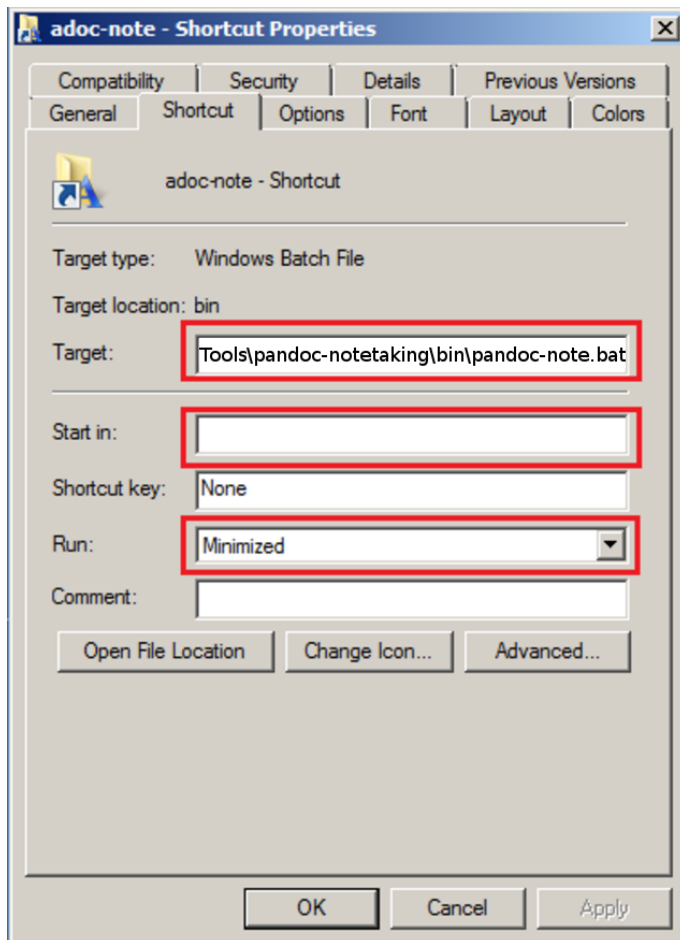 adoc-note - Shortcut Properties
Compatibility Security Details Previous Versions
General Shortcut Options Font Layout Colors
adoc-note - Shortcut
Target type: Windows Batch File
Target location: bin
Target: Tools\pandoc-notetaking\bin\pandoc-note.bat
Start in:
Shortcut key: None
Run: Minimized
Comment:
Open File Location Change Icon... Advanced...
OK Cancel Apply